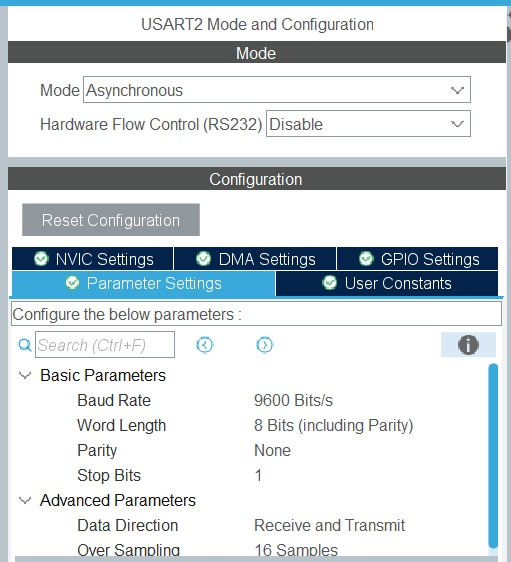 USART2 Mode and Configuration
Mode
Mode Asynchronous
Hardware Flow Control (RS232) Disable
Configuration
Reset Configuration
NVIC Settings DMA Settings GPIO Settings
Parameter Settings User Constants
Configure the below parameters :
Search (Ctrl+F)
Basic Parameters
Baud Rate 9600 Bits/s
Word Length 8 Bits (including Parity)
Parity None
Stop Bits 1
Advanced Parameters
Data Direction Receive and Transmit
Over Sampling 16 Samples